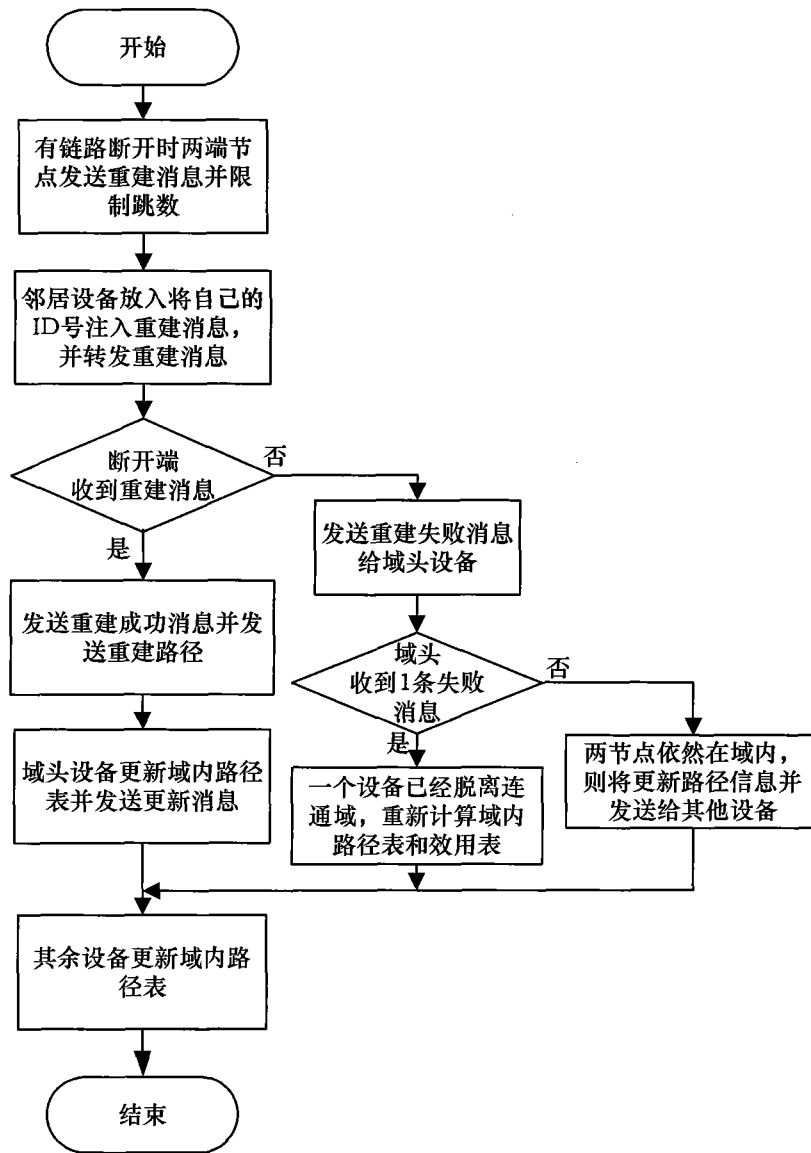 开始
有链路断开时两端节
点发送重建消息并限
制跳数
邻居设备放入将自己的
ID号注入重建消息，
并转发重建消息
断开端
收到重建消息
否
是
发送重建失败消息
给域头设备
发送重建成功消息并发
送重建路径
域头
收到1条失败
消息
否
是
域头设备更新域内路径
表并发送更新消息
一个设备已经脱离连
通域，重新计算域内
路径表和效用表
两节点依然在域内，
则将更新路径信息并
发送给其他设备
其余设备更新域内路
径表
结束